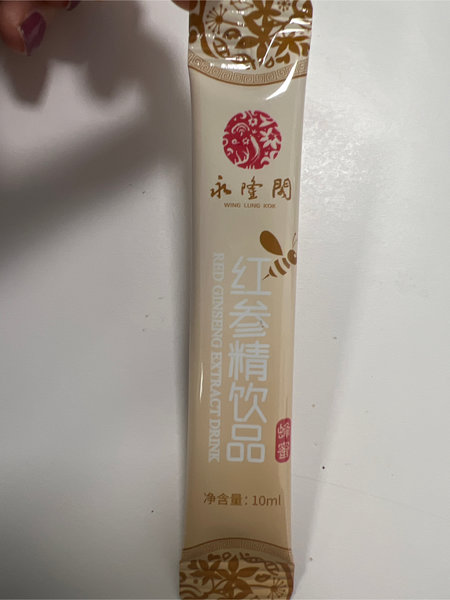 永隆閣
WING LUNG KOK
红参精饮品
RED GINSENG EXTRACT DRINK
蜂蜜
净含量：10ml